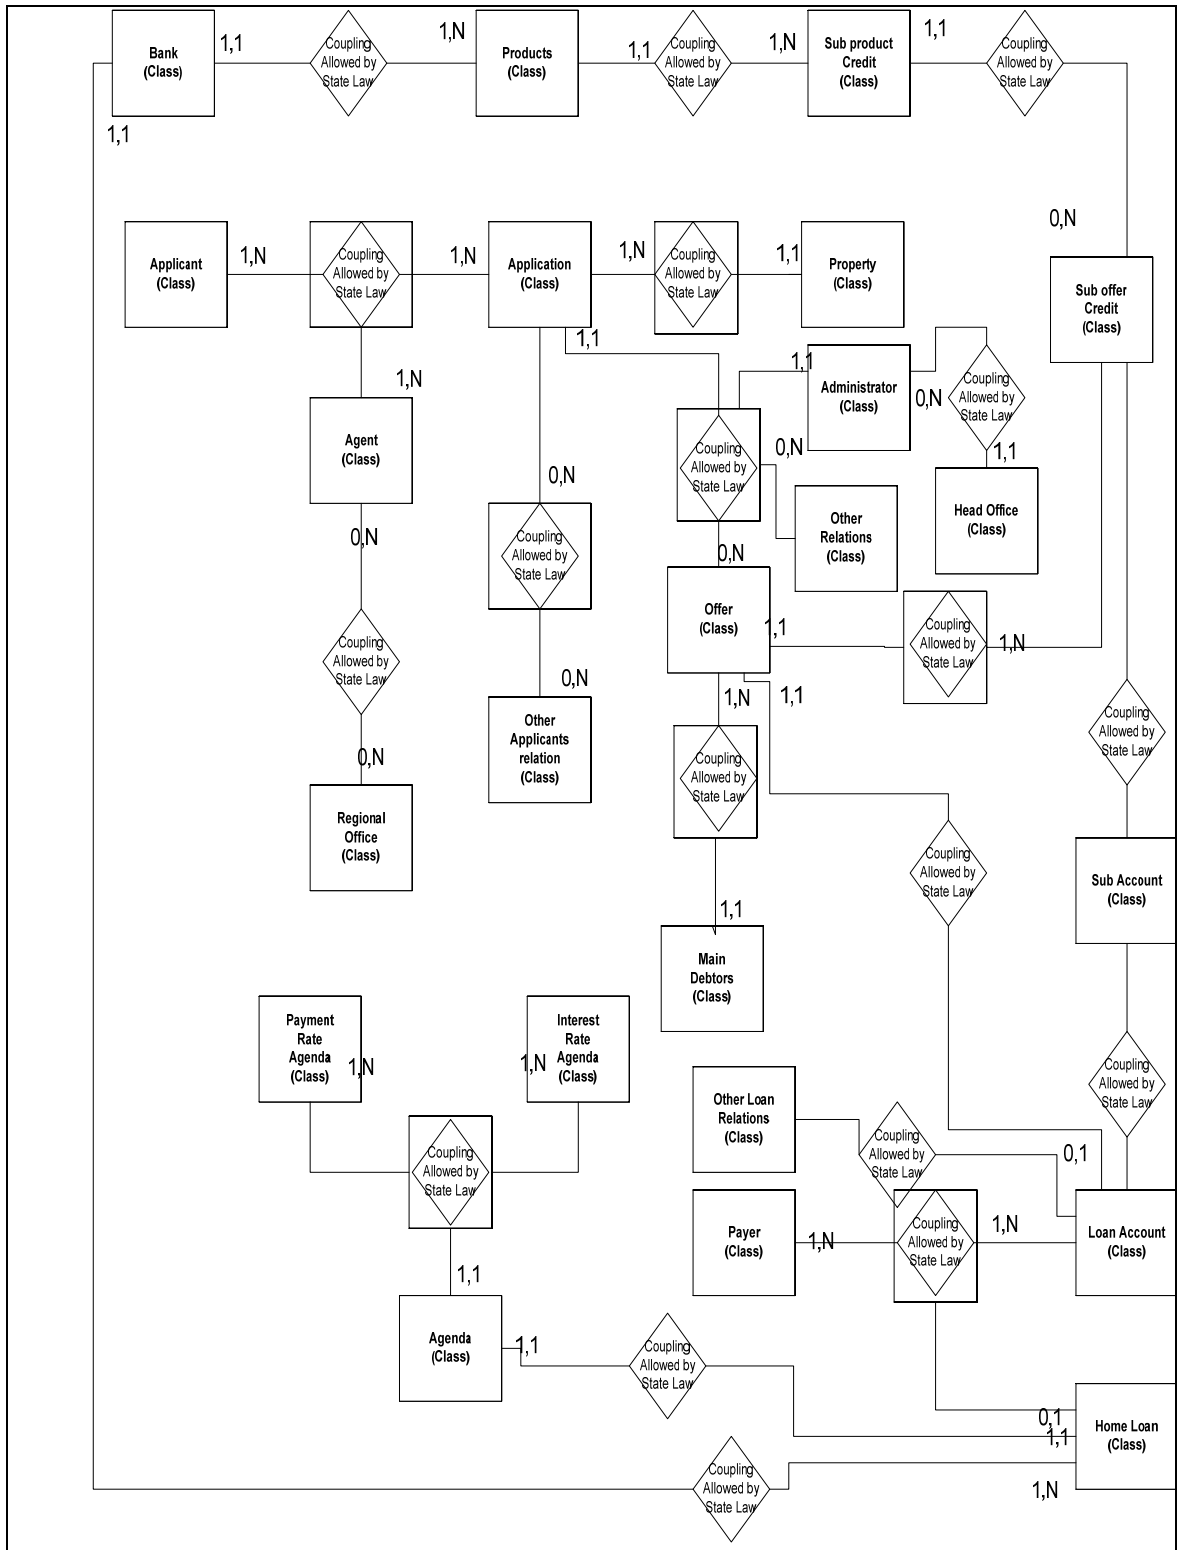 Bank
(Class)
1,1
Coupling
Allowed by
State Law
1,N
Products
(Class)
1,1
Coupling
Allowed by
State Law
1,N
Sub product
Credit
(Class)
1,1
Coupling
Allowed by
State Law
1,1
0,N
Applicant
(Class)
1,N
Coupling
Allowed by
State Law
1,N
Application
(Class)
1,N
Coupling
Allowed by
State Law
1,1
Property
(Class)
Sub offer
Credit
(Class)
1,1
1,1
Administrator
(Class)
0,N
Coupling
Allowed by
State Law
1,1
Head Office
(Class)
1,N
Agent
(Class)
Coupling
Allowed by
State Law
0,N
Other
Relations
(Class)
0,N
0,N
Coupling
Allowed by
State Law
0,N
Offer
(Class)
1,1
Coupling
Allowed by
State Law
1,N
Coupling
Allowed by
State Law
0,N
Other
Applicants
relation
(Class)
1,N
1,1
Coupling
Allowed by
State Law
Coupling
Allowed by
State Law
0,N
Regional
Office
(Class)
Coupling
Allowed by
State Law
Sub Account
(Class)
1,1
Main
Debtors
(Class)
Payment
Rate
Agenda
(Class)
1,N
Interest
Rate
Agenda
(Class)
1,N
Coupling
Allowed by
State Law
Other Loan
Relations
(Class)
Coupling
Allowed by
State Law
0,1
Coupling
Allowed by
State Law
Payer
(Class)
1,N
Coupling
Allowed by
State Law
1,N
Loan Account
(Class)
1,1
Agenda
(Class)
1,1
Coupling
Allowed by
State Law
0,1
1,1
Home Loan
(Class)
Coupling
Allowed by
State Law
1,N